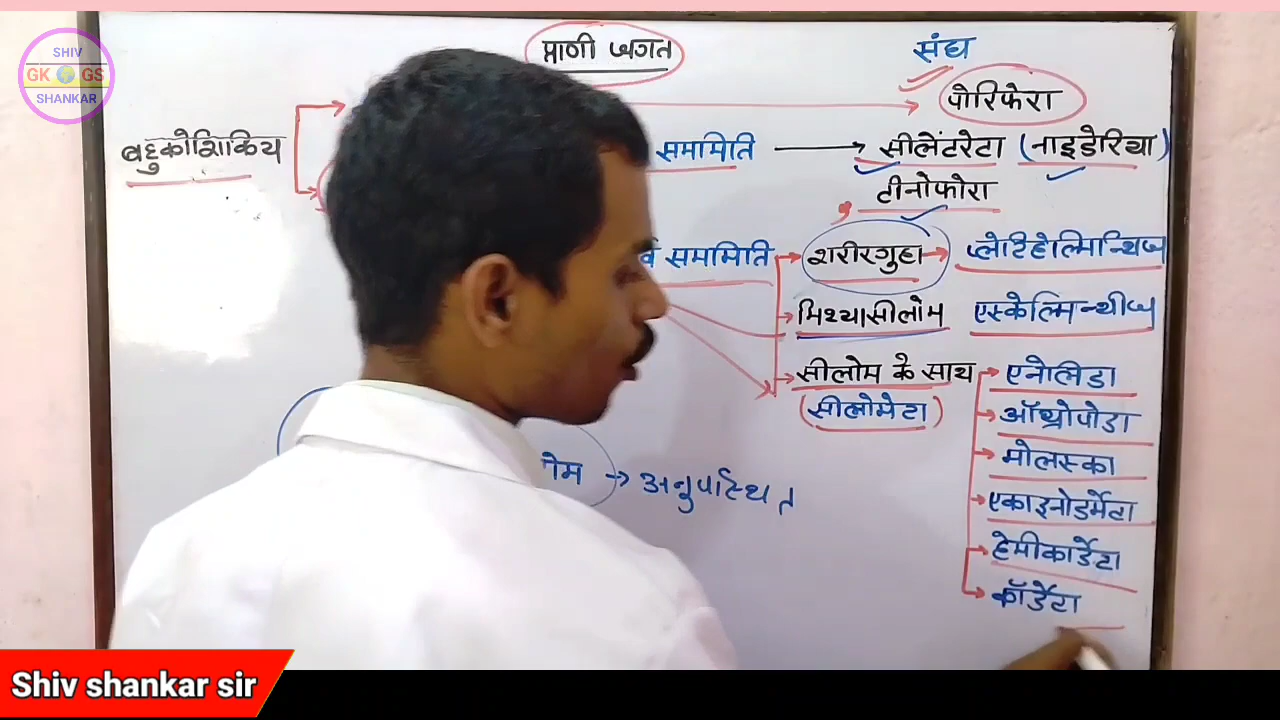 SHIV
GK GS
SHANKAR
प्राणी जगत
संघ
पोरिफेरा
बहुकोशिकिय
सममिति सीलेंटरेटा (नाइडेरिया)
टीनोफोरा
व सममिति शरीरगुहा प्लेटिहेल्मिन्थिज
मिथ्यासीलोम एस्केल्मिन्थीज
सीलोम के साथ एनेलिडा
(सीलोमेटा) ऑथ्रोपोडा
मोलस्का
अनुपस्थित एकाइनोडर्मेटा
हेमीकार्डेटा
कॉर्डेटा
Shiv shankar sir